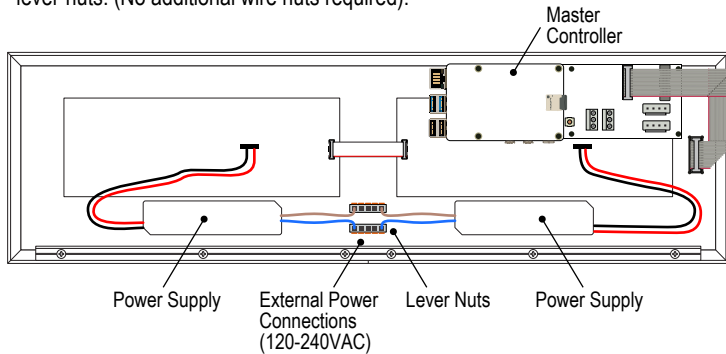 lever nuts. (No additional wire nuts required).
Master
Controller
Power Supply
External Power
Connections
(120-240VAC)
Lever Nuts
Power Supply